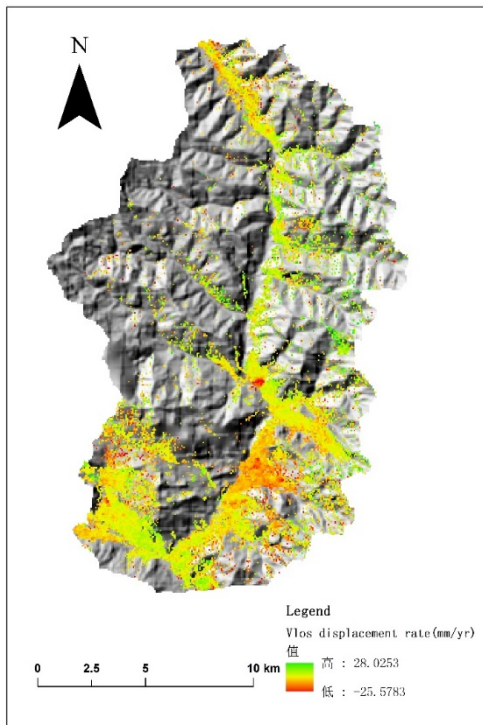 N
Legend
Vlos displacement rate(mm/yr)
值
高 : 28.0253
低 : -25.5783
0 2.5 5 10 km